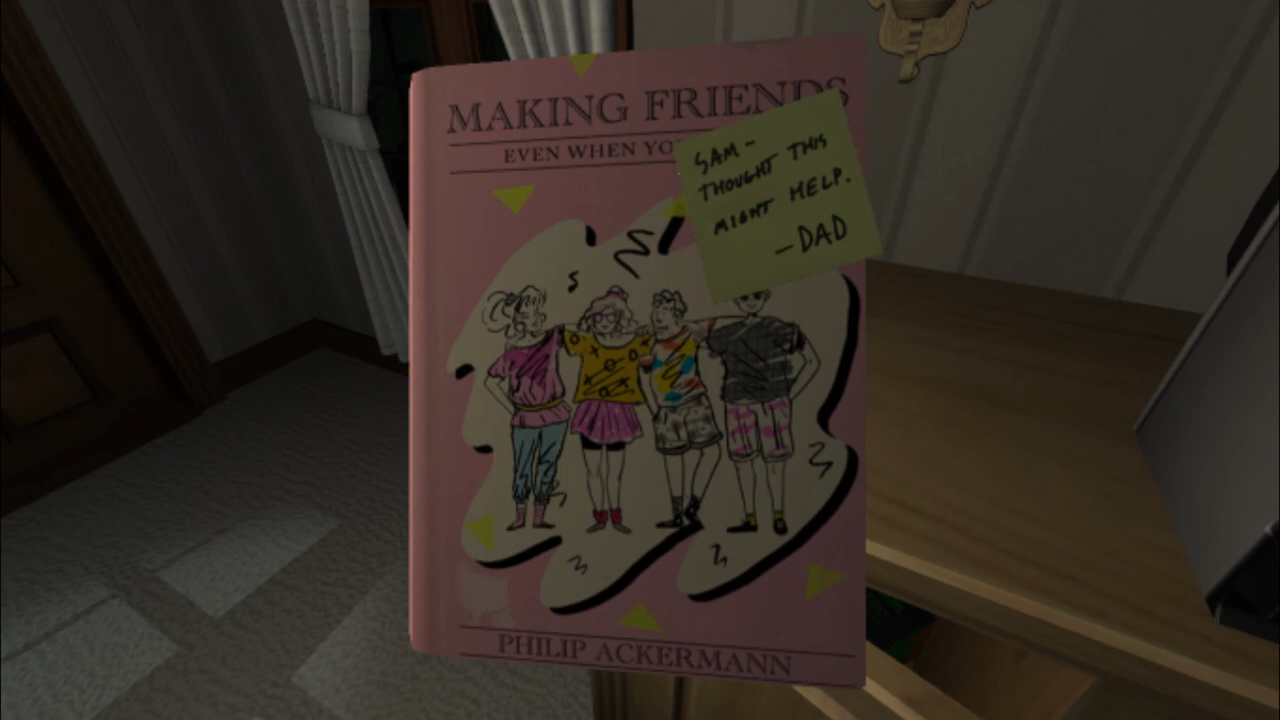 MAKING FRIENDS
EVEN WHEN YO
SAM-
THOUGHT THIS
MIGHT HELP.
-DAD
PHILIP ACKERMANN